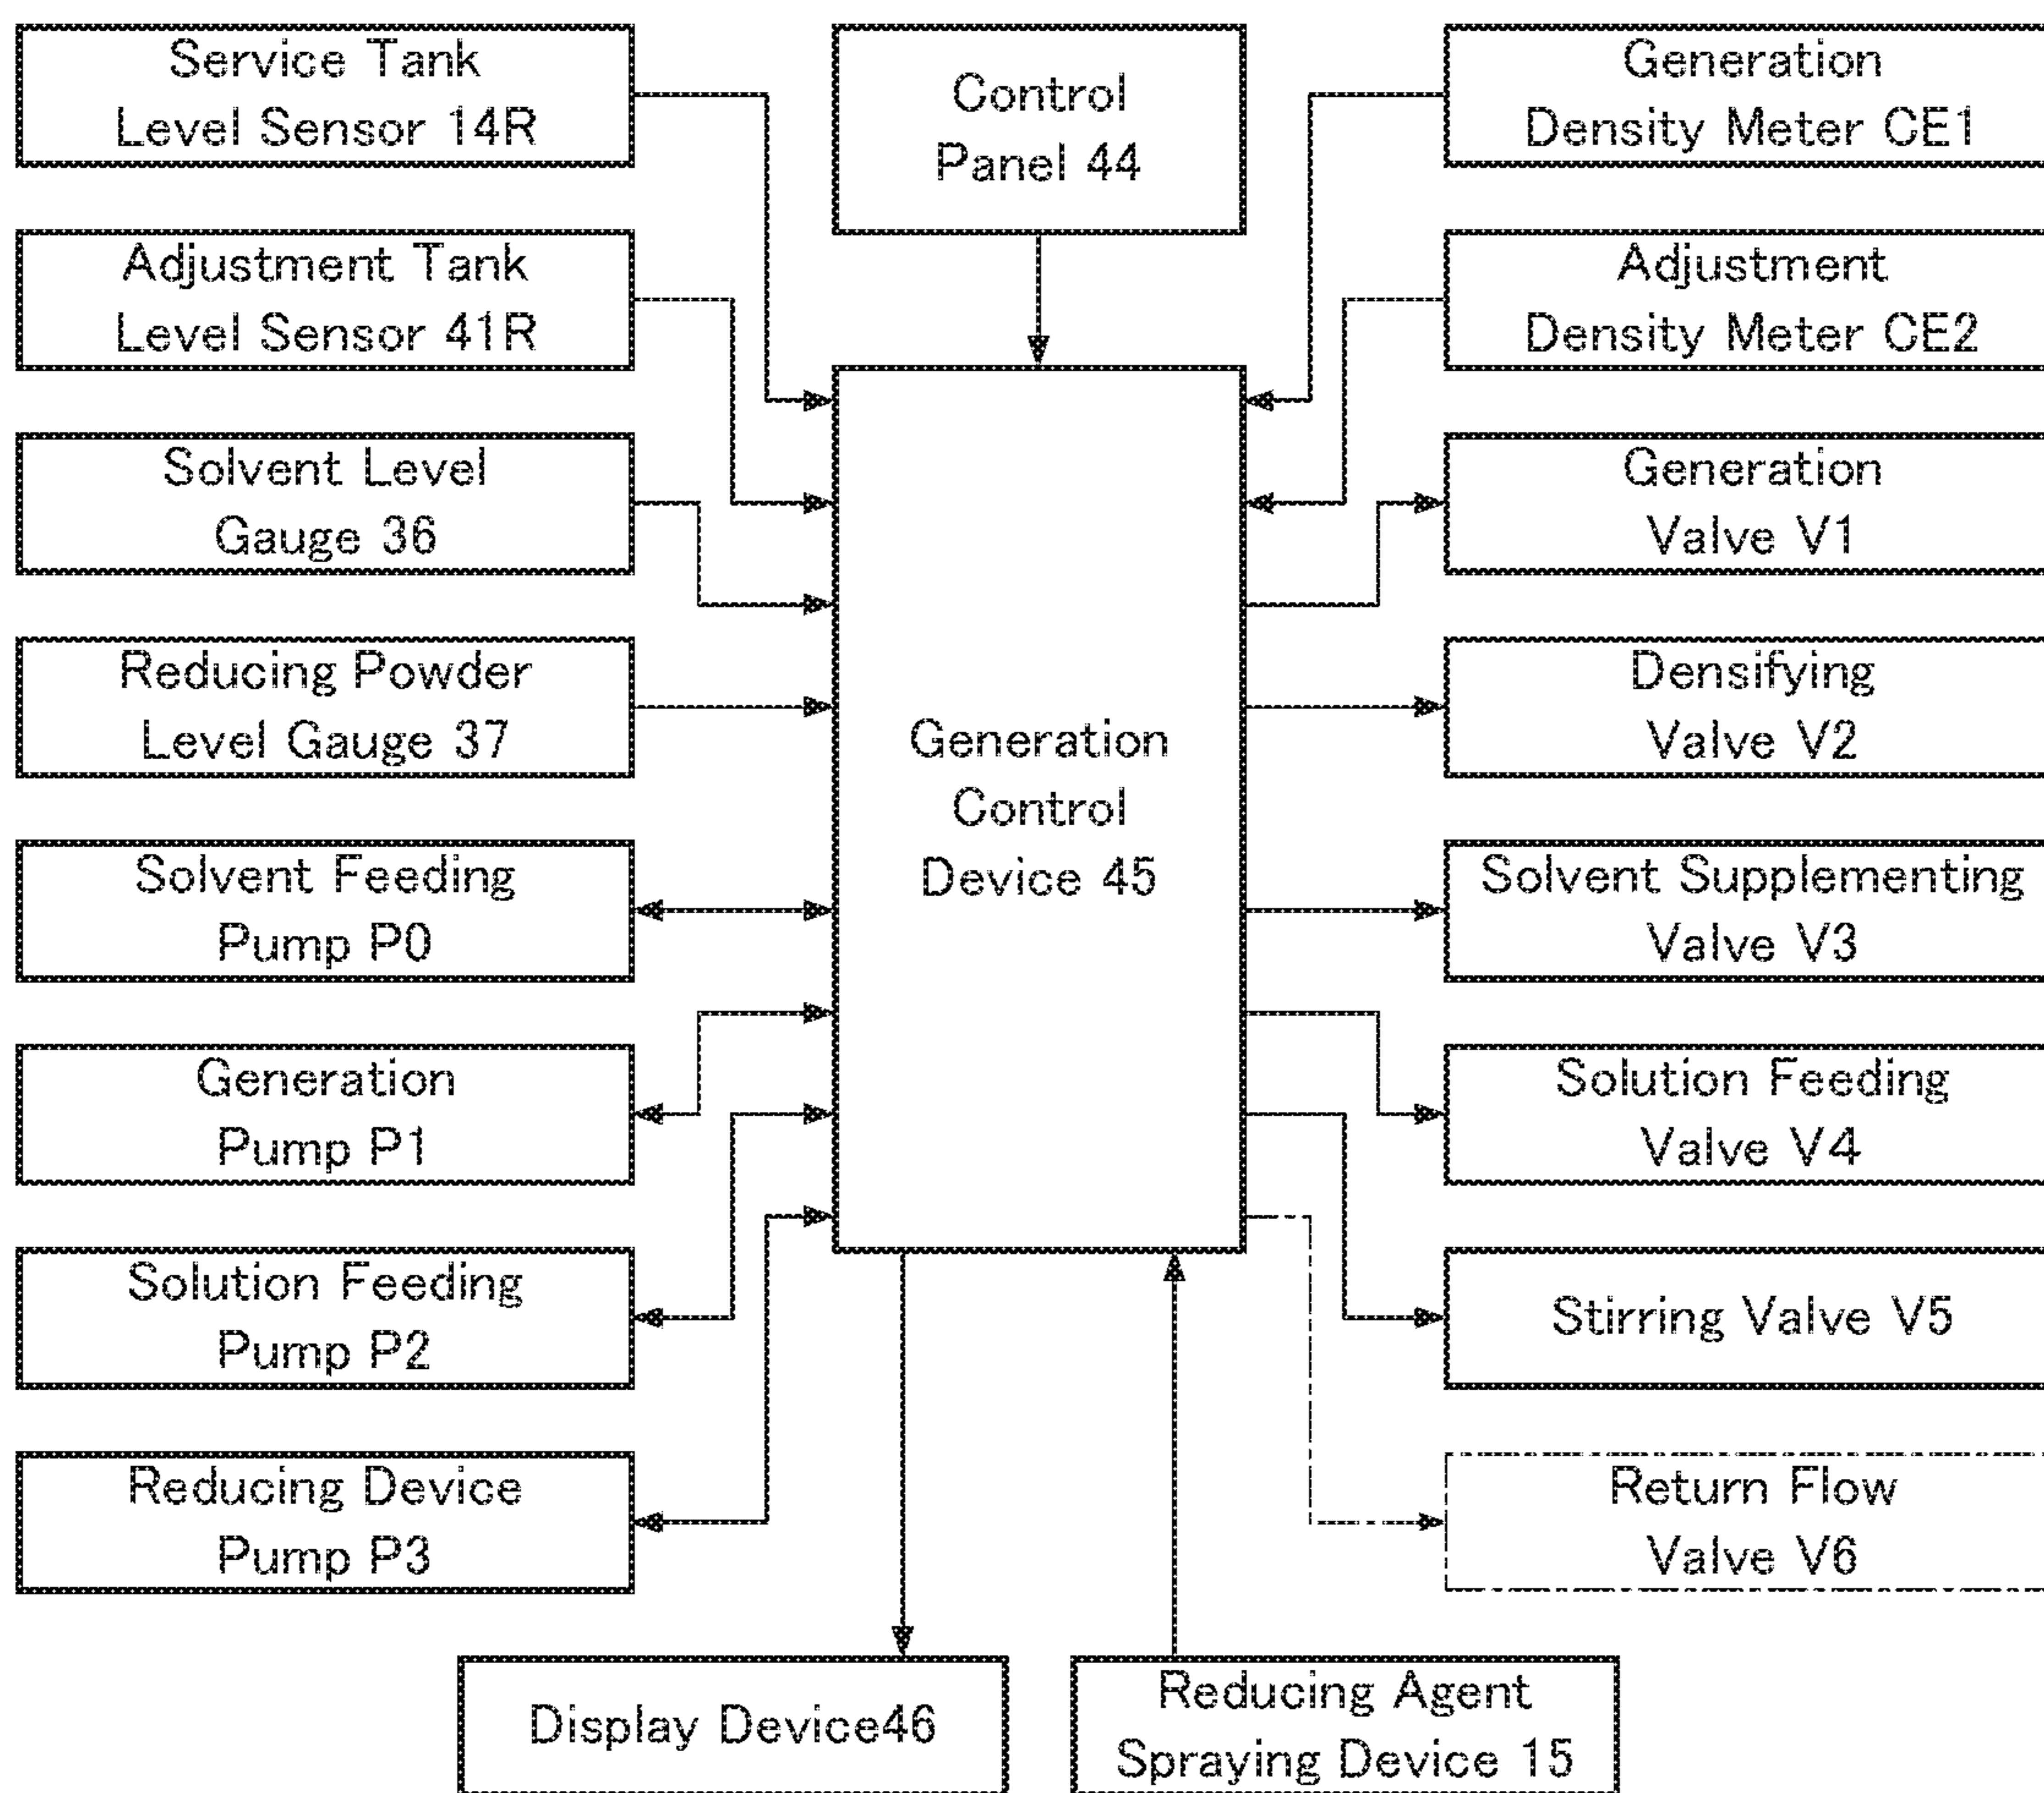 Service Tank
Level Sensor 14R
Adjustment Tank
Level Sensor 41R
Solvent Level
Gauge 36
Reducing Powder
Level Gauge 37
Solvent Feeding
Pump P0
Generation
Pump P1
Solution Feeding
Pump P2
Reducing Device
Pump P3
Control
Panel 44
Generation
Control
Device 45
Display Device46
Reducing Agent
Spraying Device 15
Generation
Density Meter CE1
Adjustment
Density Meter CE2
Generation
Valve V1
Densifying
Valve V2
Solvent Supplementing
Valve V3
Solution Feeding
Valve V4
Stirring Valve V5
Return Flow
Valve V6